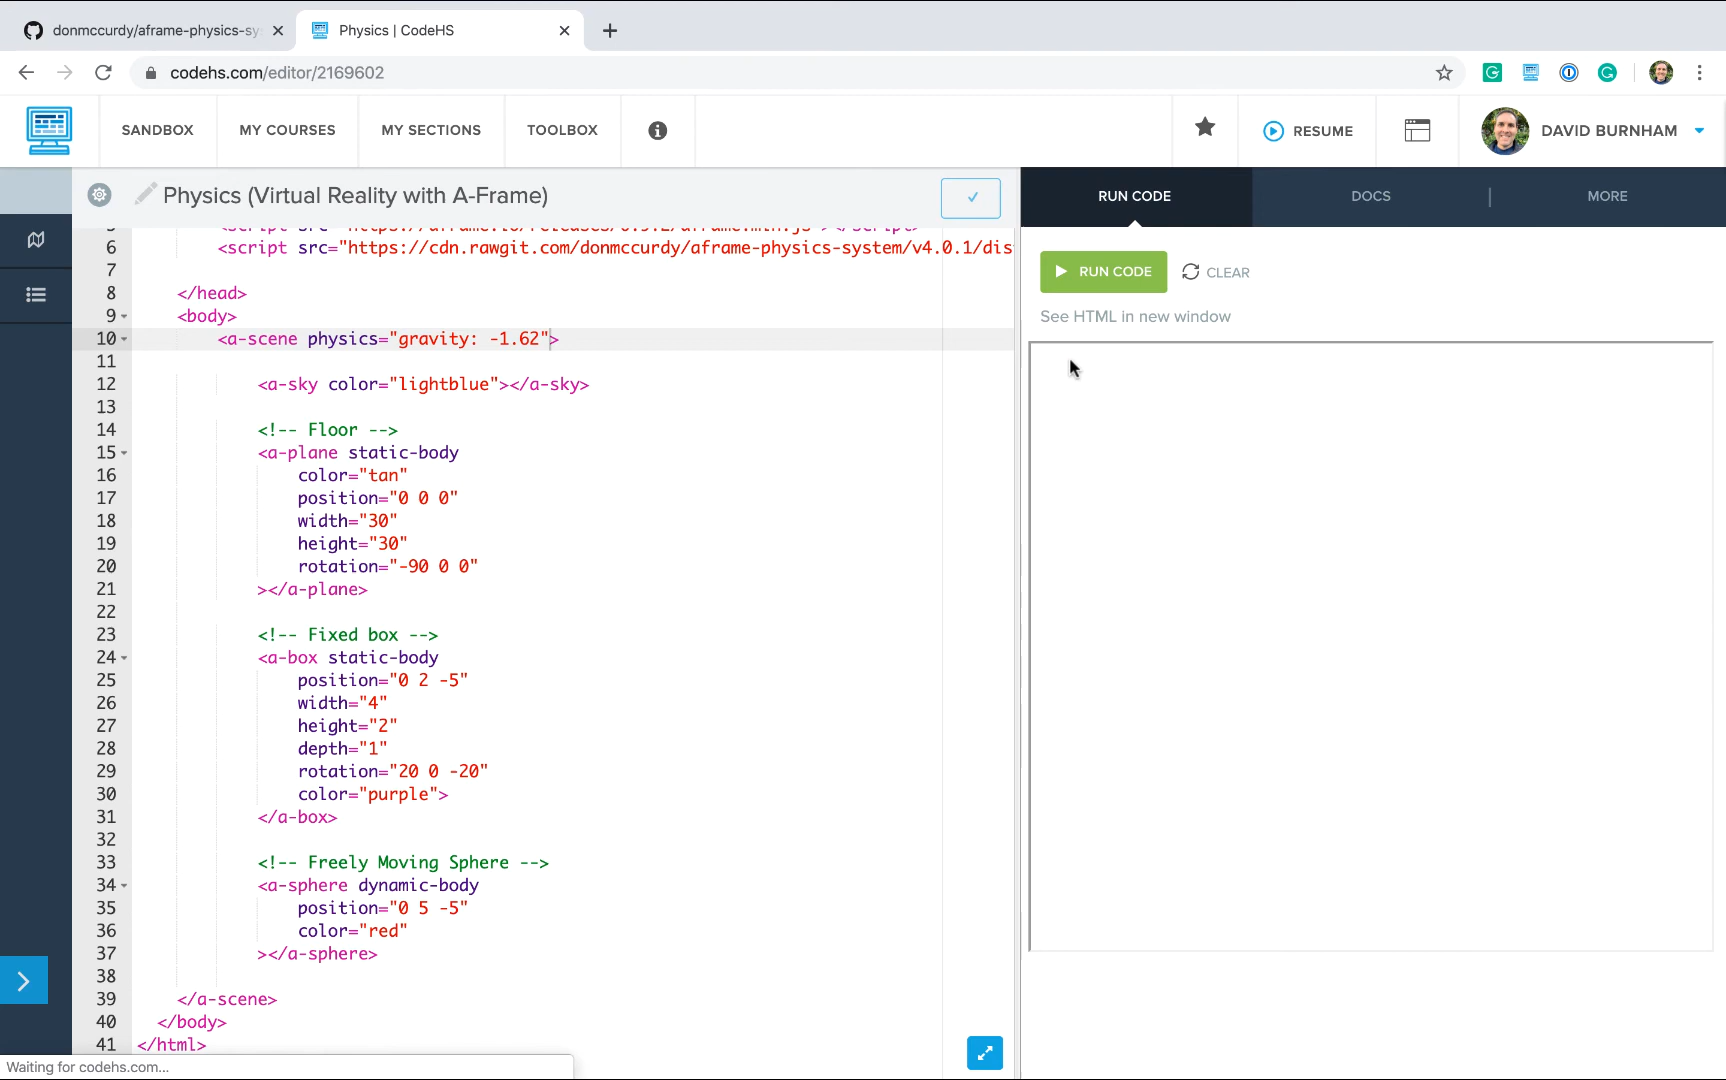 donmccurdy/aframe-physics-sy
Physics | CodeHS
codehs.com/editor/2169602
SANDBOX
MY COURSES
MY SECTIONS
TOOLBOX
RESUME
DAVID BURNHAM
Physics (Virtual Reality with A-Frame)
RUN CODE
DOCS
MORE
6 <script src="https://cdn.rawgit.com/donmccurdy/aframe-physics-system/v4.0.1/dis
7
8 </head>
9 <body>
10 <a-scene physics="gravity: -1.62">
11
12 <a-sky color="lightblue"></a-sky>
13
14 <!-- Floor -->
15 <a-plane static-body
16 color="tan"
17 position="0 0 0"
18 width="30"
19 height="30"
20 rotation="-90 0 0"
21 ></a-plane>
22
23 <!-- Fixed box -->
24 <a-box static-body
25 position="0 2 -5"
26 width="4"
27 height="2"
28 depth="1"
29 rotation="20 0 -20"
30 color="purple">
31 </a-box>
32
33 <!-- Freely Moving Sphere -->
34 <a-sphere dynamic-body
35 position="0 5 -5"
36 color="red"
37 ></a-sphere>
38
39 </a-scene>
40 </body>
41 </html>
RUN CODE
CLEAR
See HTML in new window
Waiting for codehs.com...